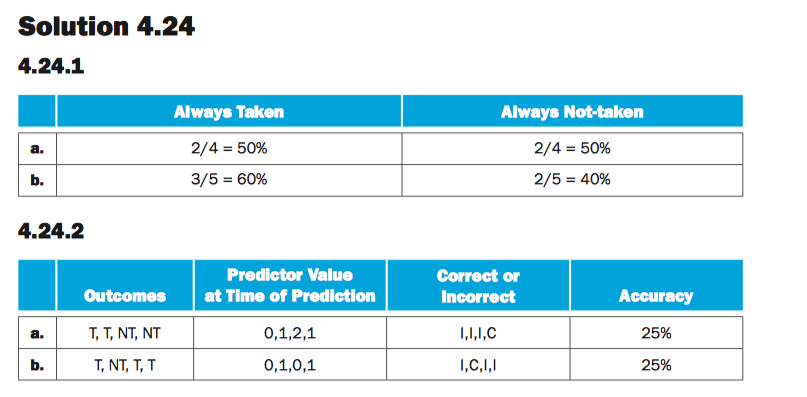 Solution 4.24
4.24.1
Always Taken Always Not-taken
a. 2/4 = 50% 2/4 = 50%
b. 3/5 = 60% 2/5 = 40%
4.24.2
Outcomes Predictor Value at Time of Prediction Correct or Incorrect Accuracy
a. T, T, NT, NT 0,1,2,1 I,I,I,C 25%
b. T, NT, T, T 0,1,0,1 I,C,I,I 25%